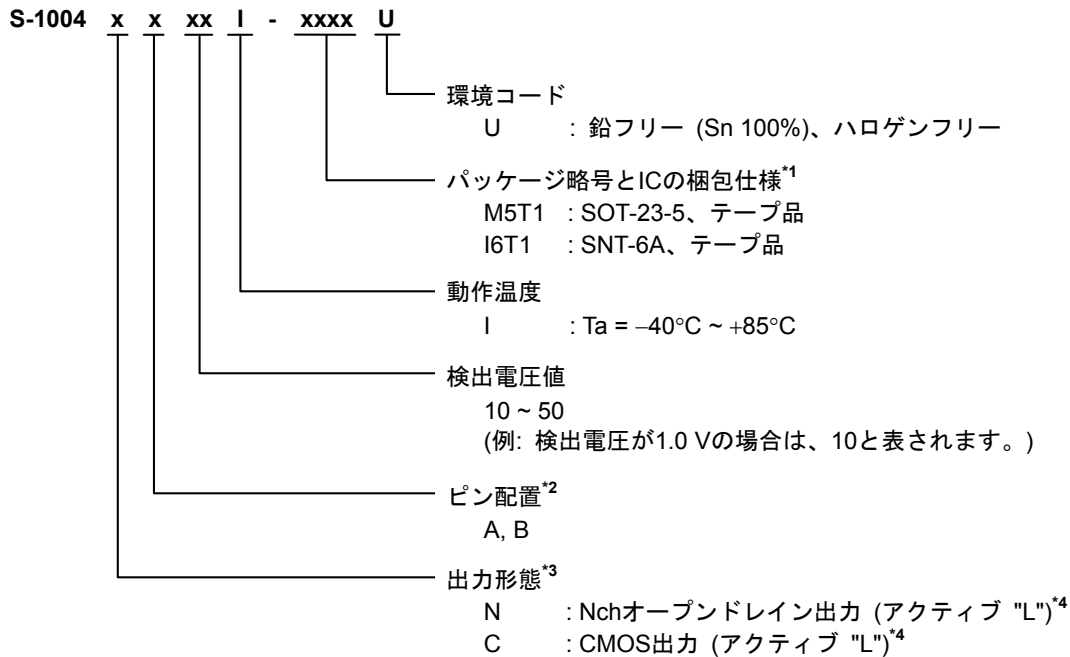 S-1004 x x xx I - xxxx U
環境コード
U : 鉛フリー (Sn 100%)、ハロゲンフリー
パッケージ略号とICの梱包仕様*1
M5T1 : SOT-23-5、テープ品
I6T1 : SNT-6A、テープ品
動作温度
I : Ta = −40°C ~ +85°C
検出電圧値
10 ~ 50
(例: 検出電圧が1.0 Vの場合は、10と表されます。)
ピン配置*2
A, B
出力形態*3
N : Nchオープンドレイン出力 (アクティブ "L")*4
C : CMOS出力 (アクティブ "L")*4